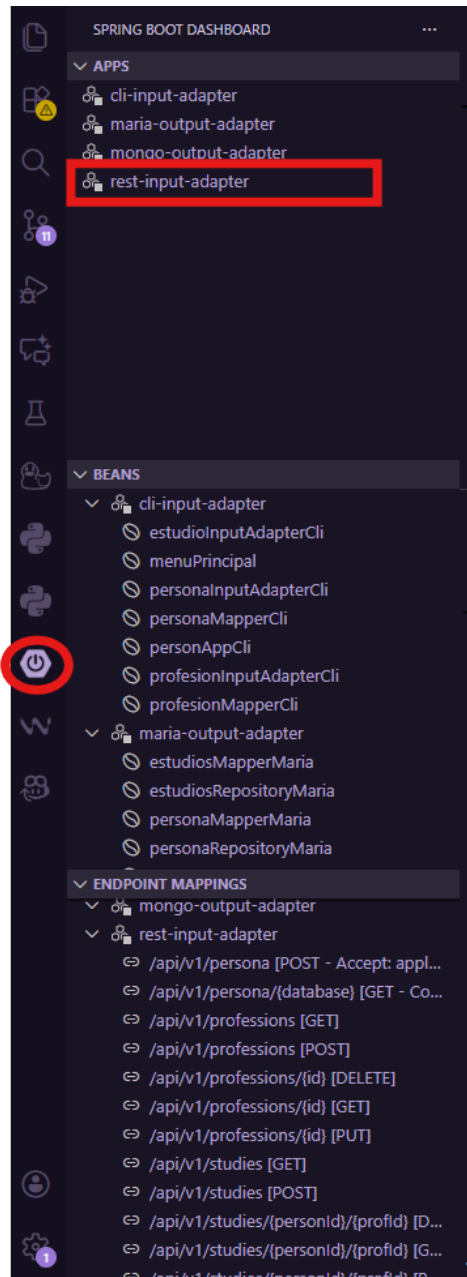 SPRING BOOT DASHBOARD ...
APPS
cli-input-adapter
maria-output-adapter
mongo-output-adapter
rest-input-adapter
11
BEANS
cli-input-adapter
estudioInputAdapterCli
menuPrincipal
personaInputAdapterCli
personaMapperCli
personAppCli
profesionInputAdapterCli
profesionMapperCli
maria-output-adapter
estudiosMapperMaria
estudiosRepositoryMaria
personaMapperMaria
personaRepositoryMaria
ENDPOINT MAPPINGS
mongo-output-adapter
rest-input-adapter
/api/v1/persona [POST - Accept: appl...
/api/v1/persona/{database} [GET - Co...
/api/v1/professions [GET]
/api/v1/professions [POST]
/api/v1/professions/{id} [DELETE]
/api/v1/professions/{id} [GET]
/api/v1/professions/{id} [PUT]
/api/v1/studies [GET]
/api/v1/studies [POST]
/api/v1/studies/{personId}/{profId} [D...
/api/v1/studies/{personId}/{profId} [G...
1